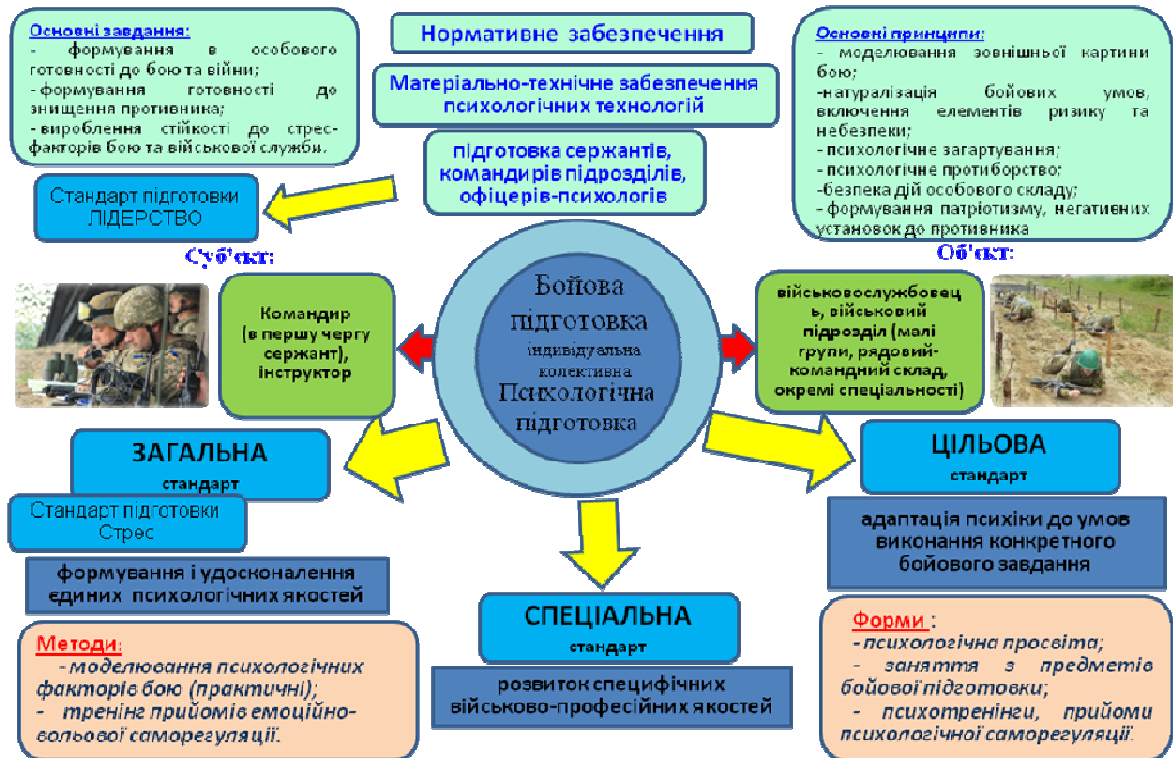 Основні завдання:
- формування в особового
готовності до бою та війни;
- формування готовності до
знищення противника;
- вироблення стійкості до стрес-
факторів бою та військової служби.
Стандарт підготовки
ЛІДЕРСТВО
Нормативне забезпечення
Матеріально-технічне забезпечення
психологічних технологій
підготовка сержантів,
командирів підрозділів,
офіцерів-психологів
Основні принципи:
- моделювання зовнішньої картини
бою;
-натуралізація бойових умов,
включення елементів ризику та
небезпеки;
- психологічне загартування;
- психологічне протиборство;
-безпека дій особового складу;
- формування патріотизму, негативних
установок до противника
Суб'єкт:
Командир
(в першу чергу
сержант),
інструктор
Бойова
підготовка
індивідуальна
колективна
Психологічна
підготовка
Об'єкт:
військовослужбовец
ь, військовий
підрозділ (малі
групи, рядовий-
командний склад,
окремі спеціальності)
ЗАГАЛЬНА
стандарт
Стандарт підготовки
Стрес
формування і удосконалення
єдиних психологічних якостей
Методи:
- моделювання психологічних
факторів бою (практичні);
- тренінг прийомів емоційно-
вольової саморегуляції.
СПЕЦІАЛЬНА
стандарт
розвиток специфічних
військово-професійних якостей
ЦІЛЬОВА
стандарт
адаптація психіки до умов
виконання конкретного
бойового завдання
Форми :
- психологічна просвіта;
- заняття з предметів
бойової підготовки;
- психотренінги, прийоми
психологічної саморегуляції.